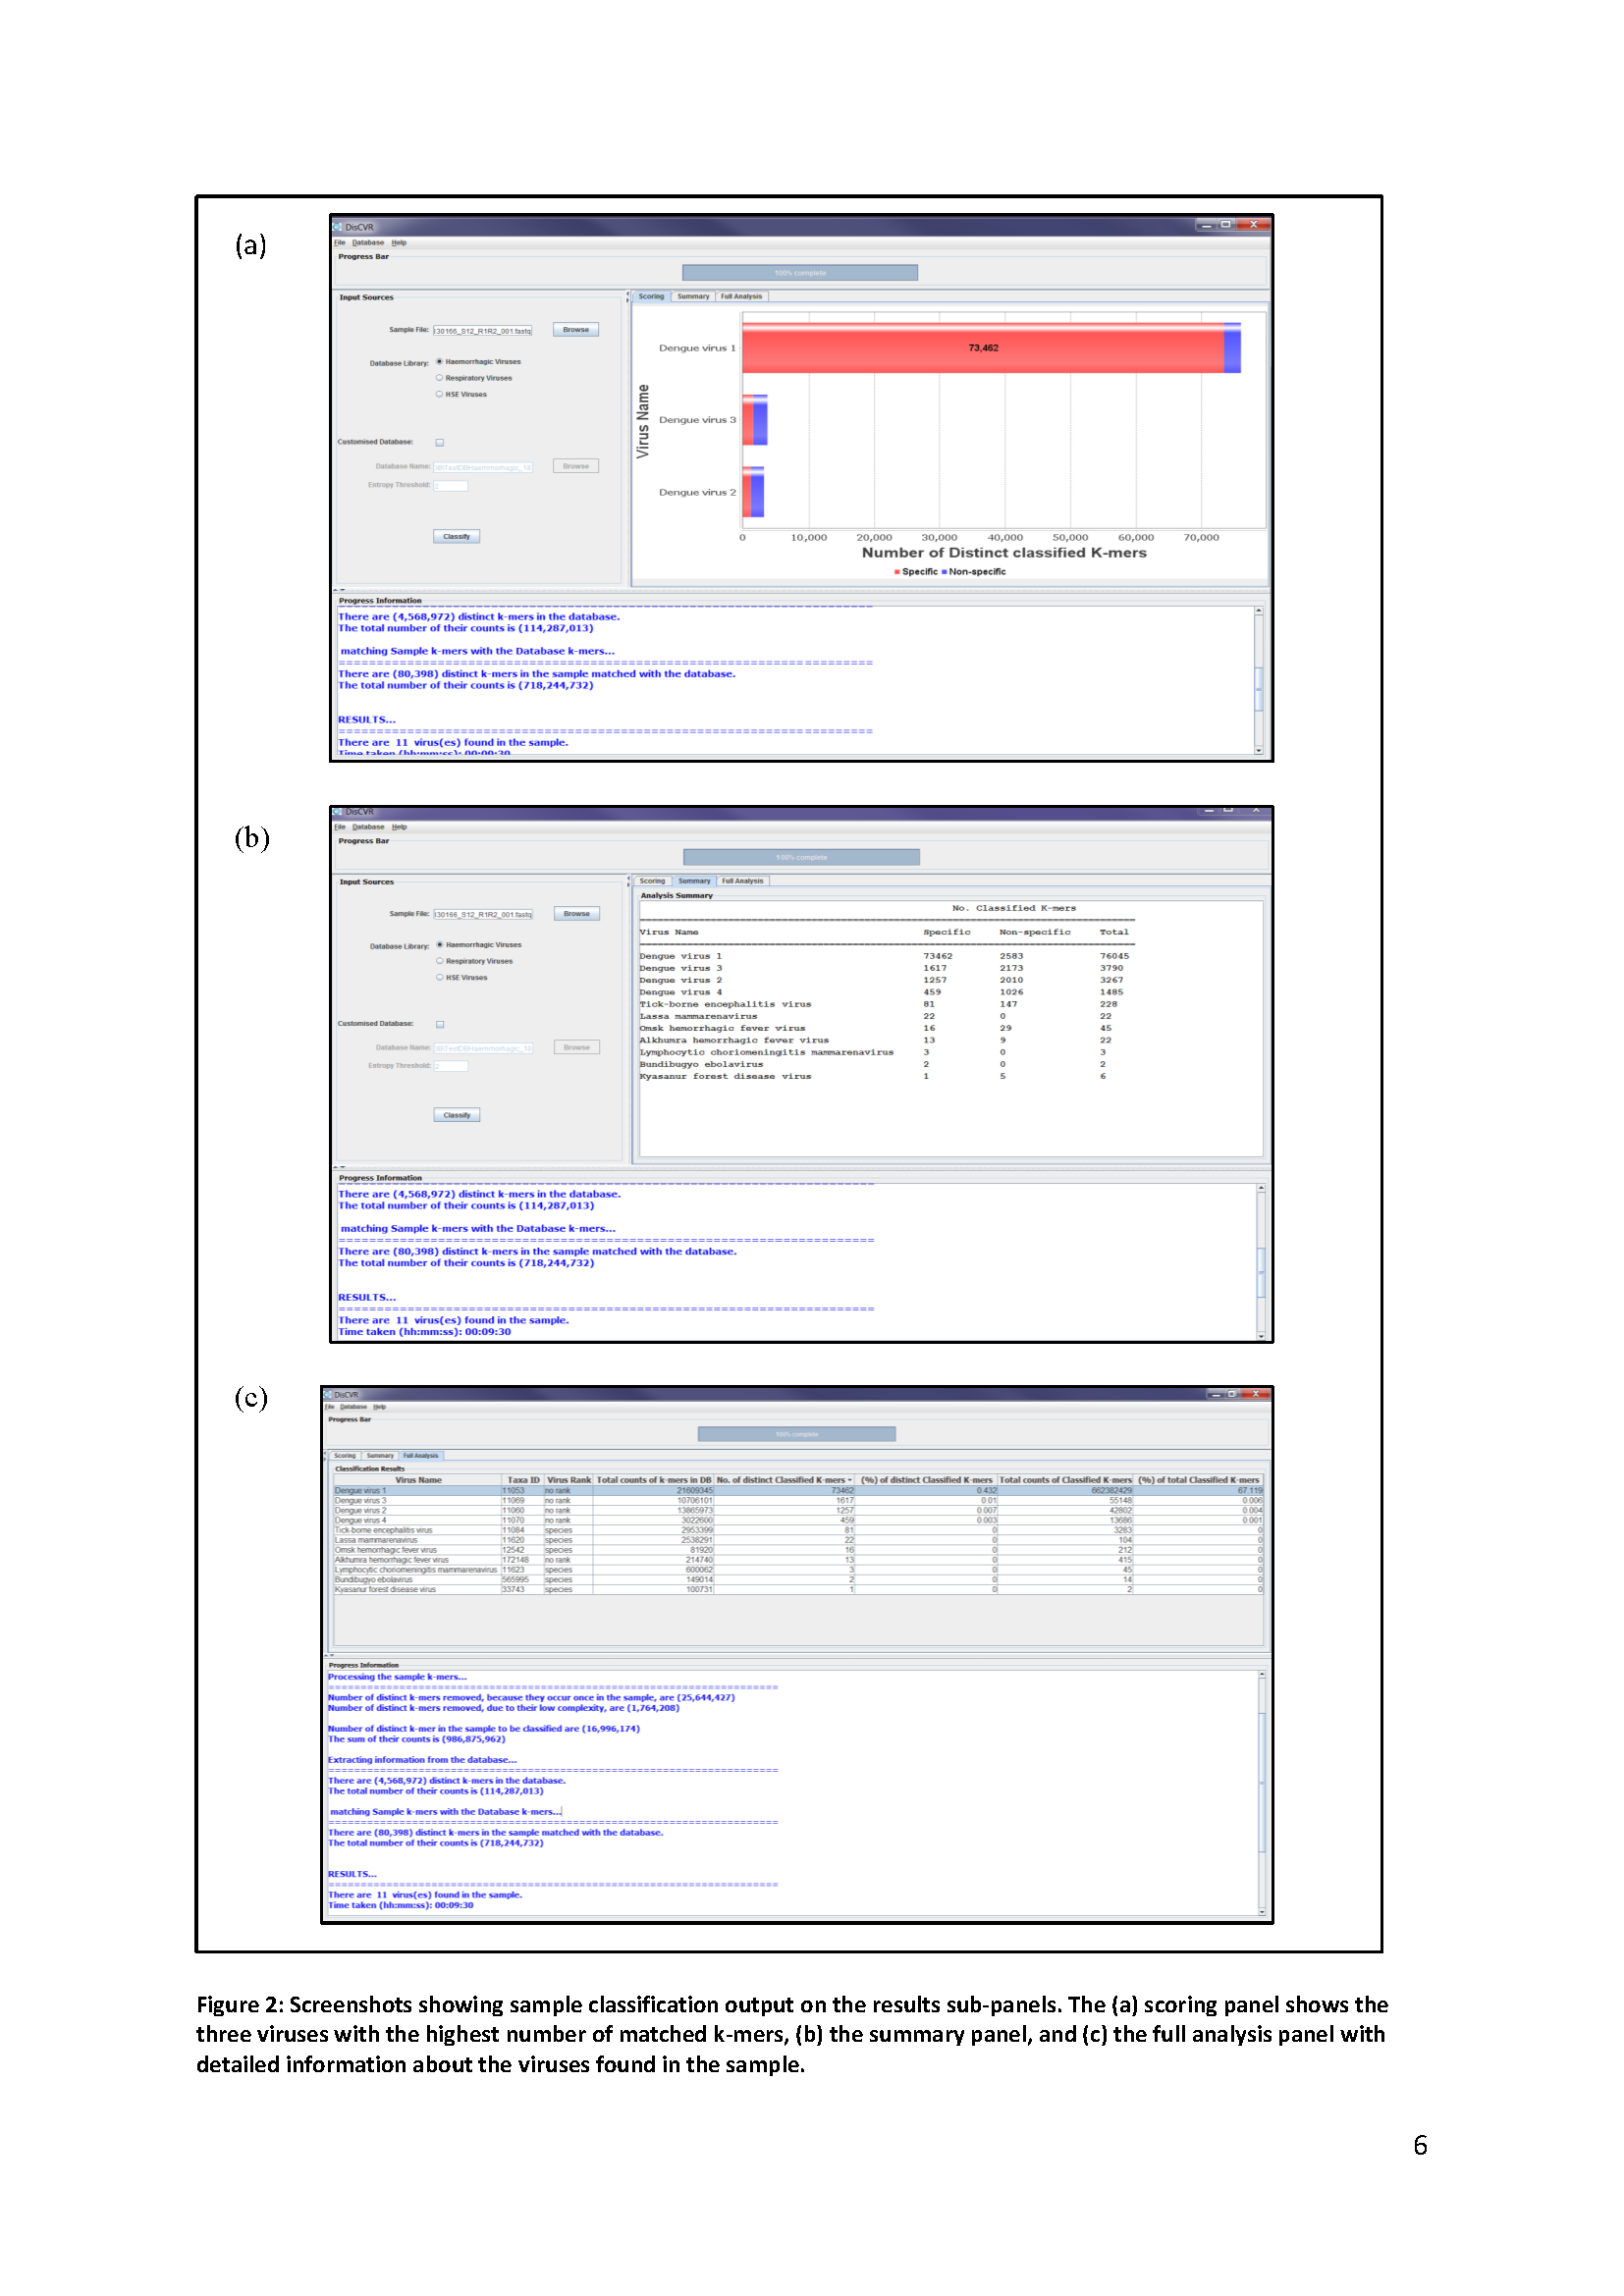 (a)
DisCVR
File Database Help
Progress Bar
100% complete
Input Sources
Sample File: I30166_S12_R1R2_001.fastq Browse
Database Library: Haemorrhagic Viruses
Respiratory Viruses
HSE Viruses
Customised Database:
Database Name: Browse
Entropy Threshold: 2
Classify
Scoring Summary Full Analysis
Virus Name
Dengue virus 1
73,462
Dengue virus 3
Dengue virus 2
0 10,000 20,000 30,000 40,000 50,000 60,000 70,000
Number of Distinct classified K-mers
Specific Non-specific
Progress Information
There are (4,568,972) distinct k-mers in the database.
The total number of their counts is (114,287,013)
matching Sample k-mers with the Database k-mers...
There are (80,398) distinct k-mers in the sample matched with the database.
The total number of their counts is (718,244,732)
RESULTS...
There are 11 virus(es) found in the sample.
Time taken (hh:mm:ss): 00:09:30
(b)
DisCVR
File Database Help
Progress Bar
100% complete
Input Sources
Sample File: I30166_S12_R1R2_001.fastq Browse
Database Library: Haemorrhagic Viruses
Respiratory Viruses
HSE Viruses
Customised Database:
Database Name: Browse
Entropy Threshold: 2
Classify
Scoring Summary Full Analysis
Analysis Summary
No. Classified K-mers
Virus Name Specific Non-specific Total
Dengue virus 1 73462 2583 76045
Dengue virus 3 1617 2173 3790
Dengue virus 2 1257 2010 3267
Dengue virus 4 459 1026 1485
Tick-borne encephalitis virus 81 147 228
Lassa mammarenavirus 22 0 22
Omsk hemorrhagic fever virus 16 29 45
Alkhumra hemorrhagic fever virus 13 9 22
Lymphocytic choriomeningitis mammarenavirus 3 0 3
Bundibugyo ebolavirus 2 0 2
Kyasanur forest disease virus 1 5 6
Progress Information
There are (4,568,972) distinct k-mers in the database.
The total number of their counts is (114,287,013)
matching Sample k-mers with the Database k-mers...
There are (80,398) distinct k-mers in the sample matched with the database.
The total number of their counts is (718,244,732)
RESULTS...
There are 11 virus(es) found in the sample.
Time taken (hh:mm:ss): 00:09:30
(c)
DisCVR
File Database Help
Progress Bar
100% complete
Scoring Summary Full Analysis
Classification Results
Virus Name Taxa ID Virus Rank Total counts of k-mers in DB No. of distinct Classified K-mers (%) of distinct Classified K-mers Total counts of Classified K-mers (%) of total Classified K-mers
Dengue virus 1 11053 no rank 21609345 73462 0.432 662382429 67.119
Dengue virus 3 11069 no rank 10706101 1617 0.01 55148 0.006
Dengue virus 2 11060 no rank 13865973 1257 0.007 42802 0.004
Dengue virus 4 11070 no rank 3022600 459 0.003 13686 0.001
Tick-borne encephalitis virus 11084 species 2953399 81 0 3283 0
Lassa mammarenavirus 11620 species 2538291 22 0 104 0
Omsk hemorrhagic fever virus 12542 species 81920 16 0 212 0
Alkhumra hemorrhagic fever virus 172148 no rank 214740 13 0 415 0
Lymphocytic choriomeningitis mammarenavirus 11623 species 600062 3 0 45 0
Bundibugyo ebolavirus 565995 species 149014 2 0 14 0
Kyasanur forest disease virus 33743 species 100731 1 0 2 0
Progress Information
Processing the sample k-mers...
Number of distinct k-mers removed, because they occur once in the sample, are (25,644,427)
Number of distinct k-mers removed, due to their low complexity, are (1,764,208)
Number of distinct k-mer in the sample to be classified are (16,996,174)
The sum of their counts is (986,875,962)
Extracting information from the database...
There are (4,568,972) distinct k-mers in the database.
The total number of their counts is (114,287,013)
matching Sample k-mers with the Database k-mers...
There are (80,398) distinct k-mers in the sample matched with the database.
The total number of their counts is (718,244,732)
RESULTS...
There are 11 virus(es) found in the sample.
Time taken (hh:mm:ss): 00:09:30
Figure 2: Screenshots showing sample classification output on the results sub-panels. The (a) scoring panel shows the
three viruses with the highest number of matched k-mers, (b) the summary panel, and (c) the full analysis panel with
detailed information about the viruses found in the sample.
6